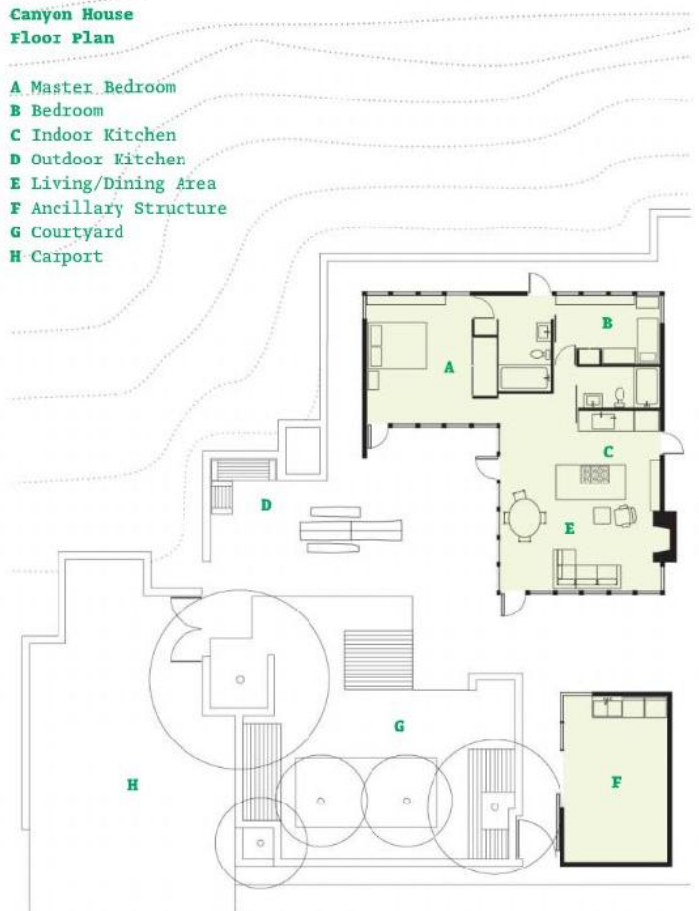 Canyon House
Floor Plan
A Master Bedroom
B Bedroom
C Indoor Kitchen
D Outdoor Kitchen
E Living/Dining Area
F Ancillary Structure
G Courtyard
H Carport
B
A
C
D
E
G
H
F